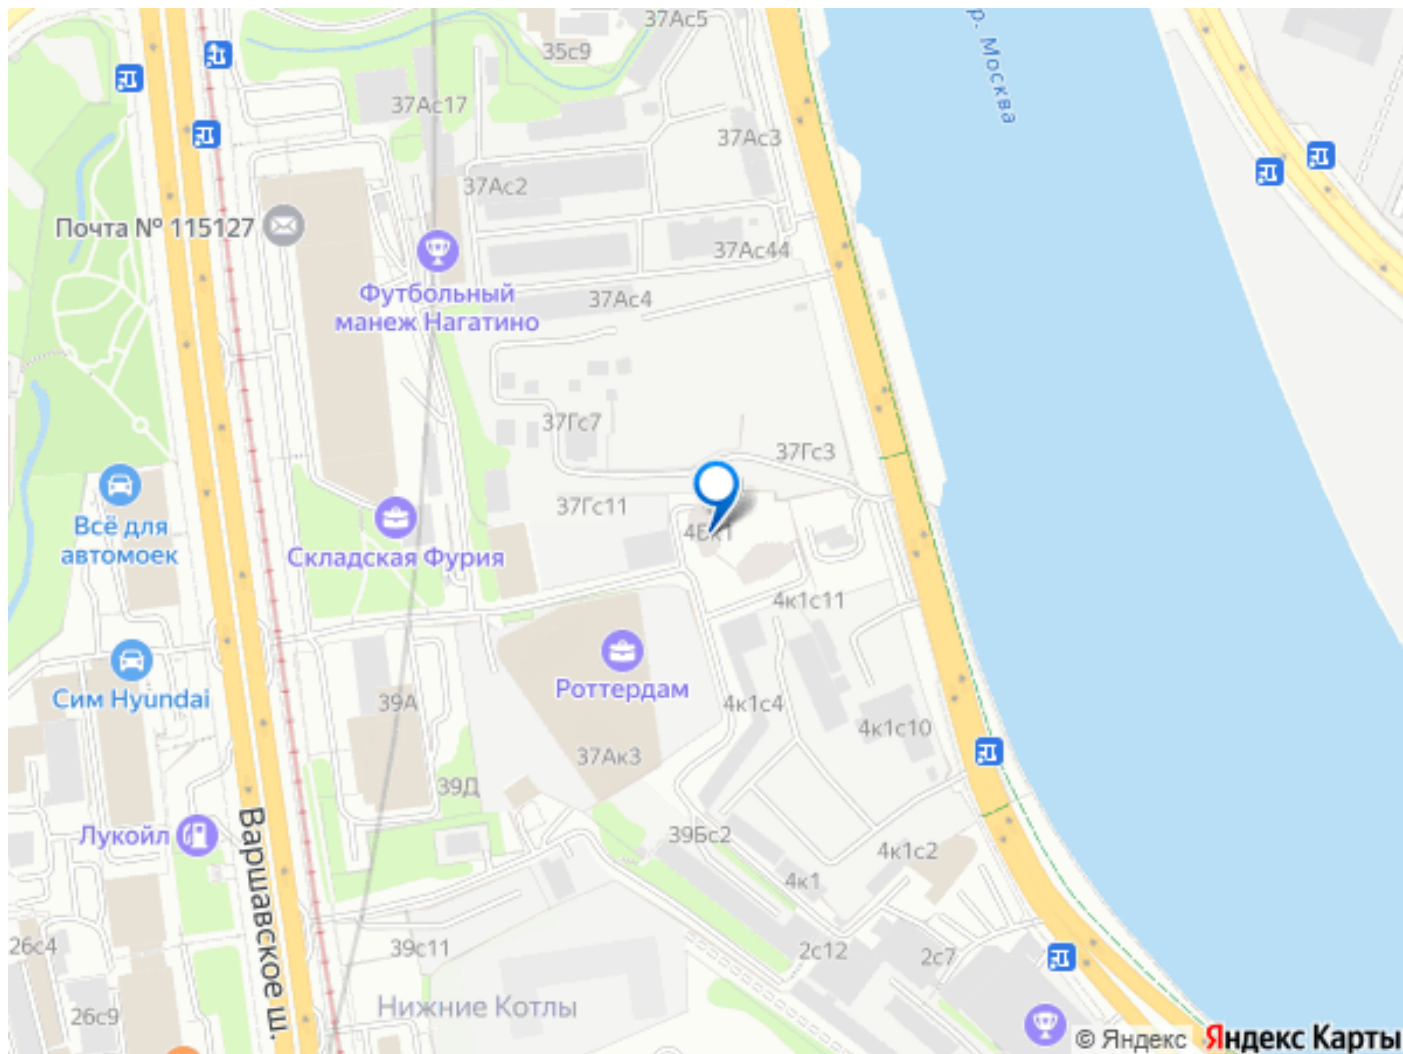 37Ас5
35с9
р. Москва
37Ас17
37Ас3
37Ас2
Почта № 115127
37Ас44
Футбольный
манеж Нагатино
37Ас4
37Гс7
37Гс3
37Гс11
Всё для
автомоек
4Бк1
Складская Фурия
4к1с11
Сим Hyundai
Роттердам
39А
4к1с4
4к1с10
37Ак3
39Д
Лукойл
39Бс2
4к1с2
Варшавское ш.
4к1
26с4
39с11
2с12
2с7
Нижние Котлы
26с9
© Яндекс Яндекс Карты